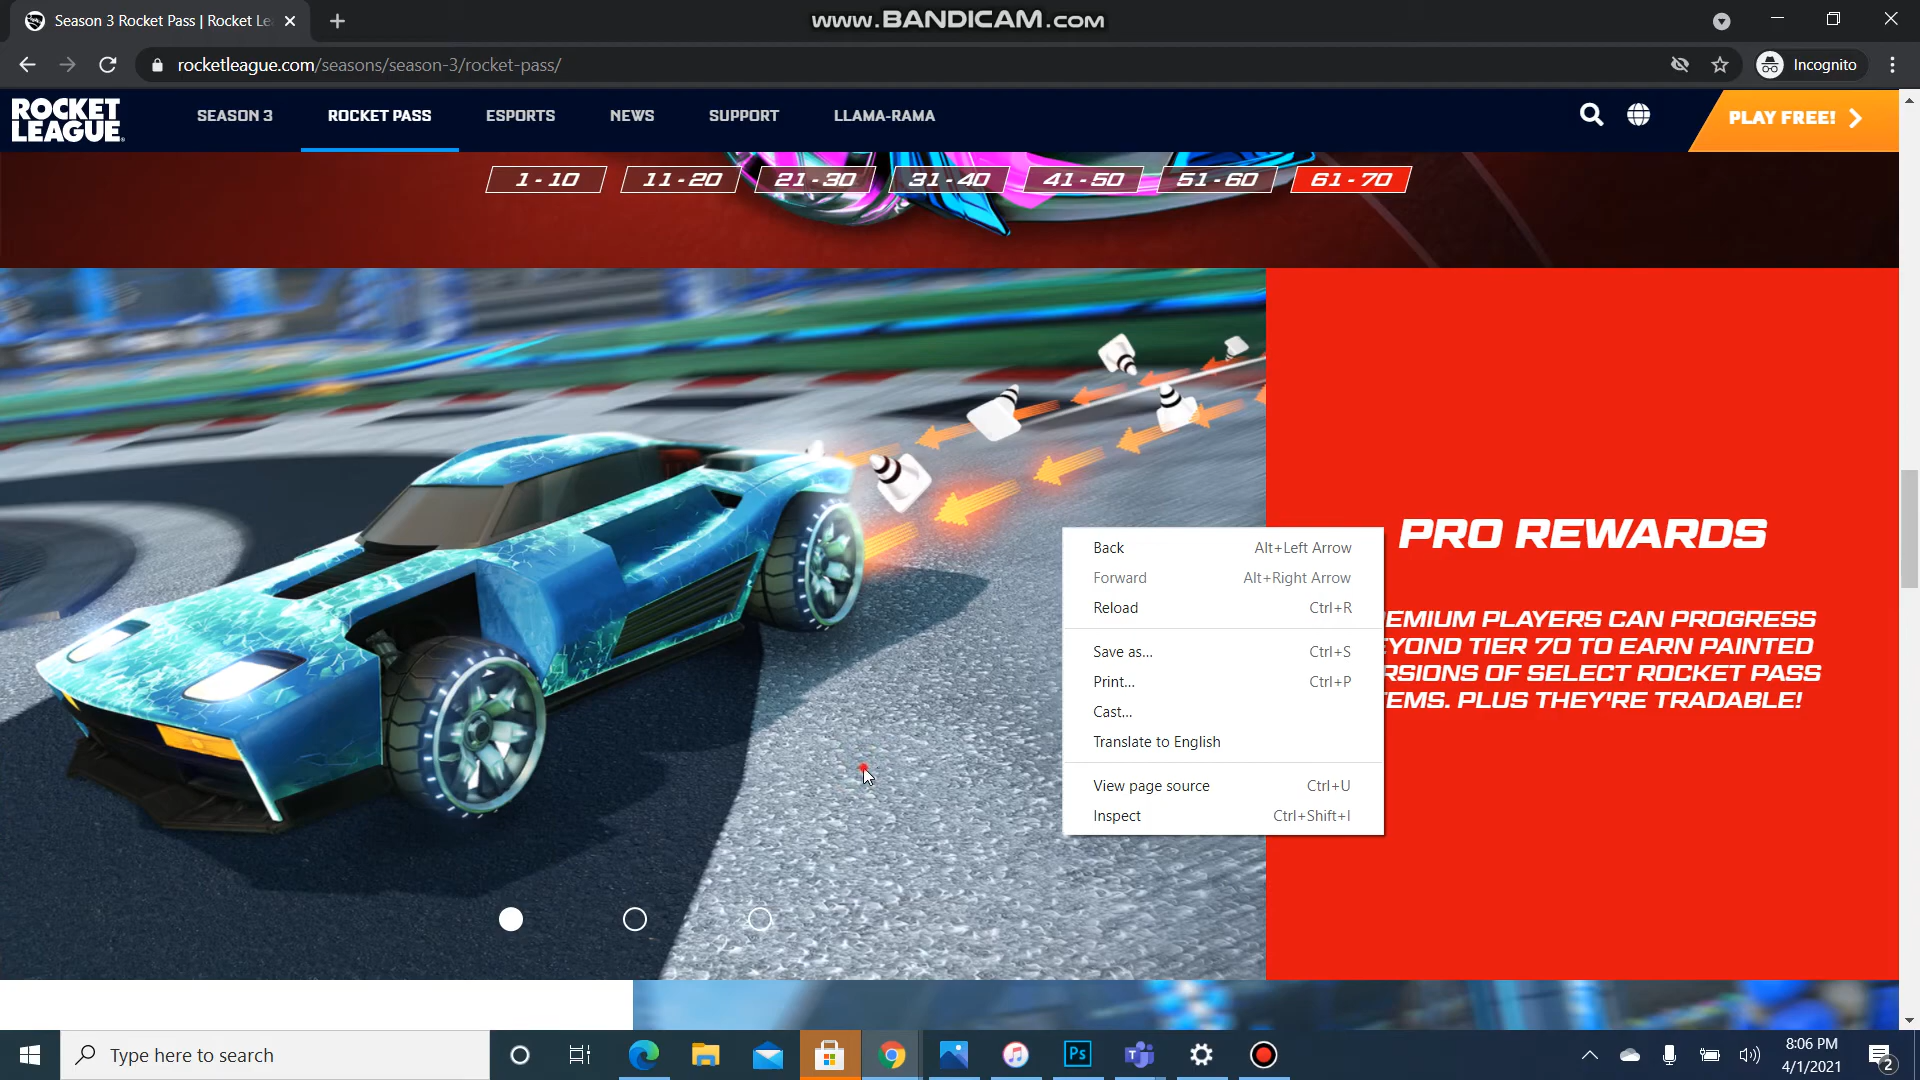 Season 3 Rocket Pass | Rocket Le
www.BANDICAM.com
rocketleague.com/seasons/season-3/rocket-pass/
Incognito
ROCKET LEAGUE
SEASON 3
ROCKET PASS
ESPORTS
NEWS
SUPPORT
LLAMA-RAMA
PLAY FREE!
1 - 10
11 - 20
21 - 30
31 - 40
41 - 50
51 - 60
61 - 70
Back Alt+Left Arrow
Forward Alt+Right Arrow
Reload Ctrl+R
Save as... Ctrl+S
Print... Ctrl+P
Cast...
Translate to English
View page source Ctrl+U
Inspect Ctrl+Shift+I
PRO REWARDS
EMIUM PLAYERS CAN PROGRESS
YOND TIER 70 TO EARN PAINTED
RSIONS OF SELECT ROCKET PASS
EMS. PLUS THEY'RE TRADABLE!
Type here to search
Ps
T
8:06 PM
4/1/2021
2